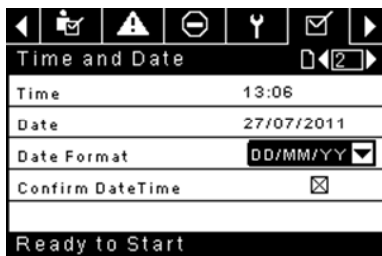 Time and Date 2
Time 13:06
Date 27/07/2011
Date Format DD/MM/YY
Confirm DateTime
Ready to Start